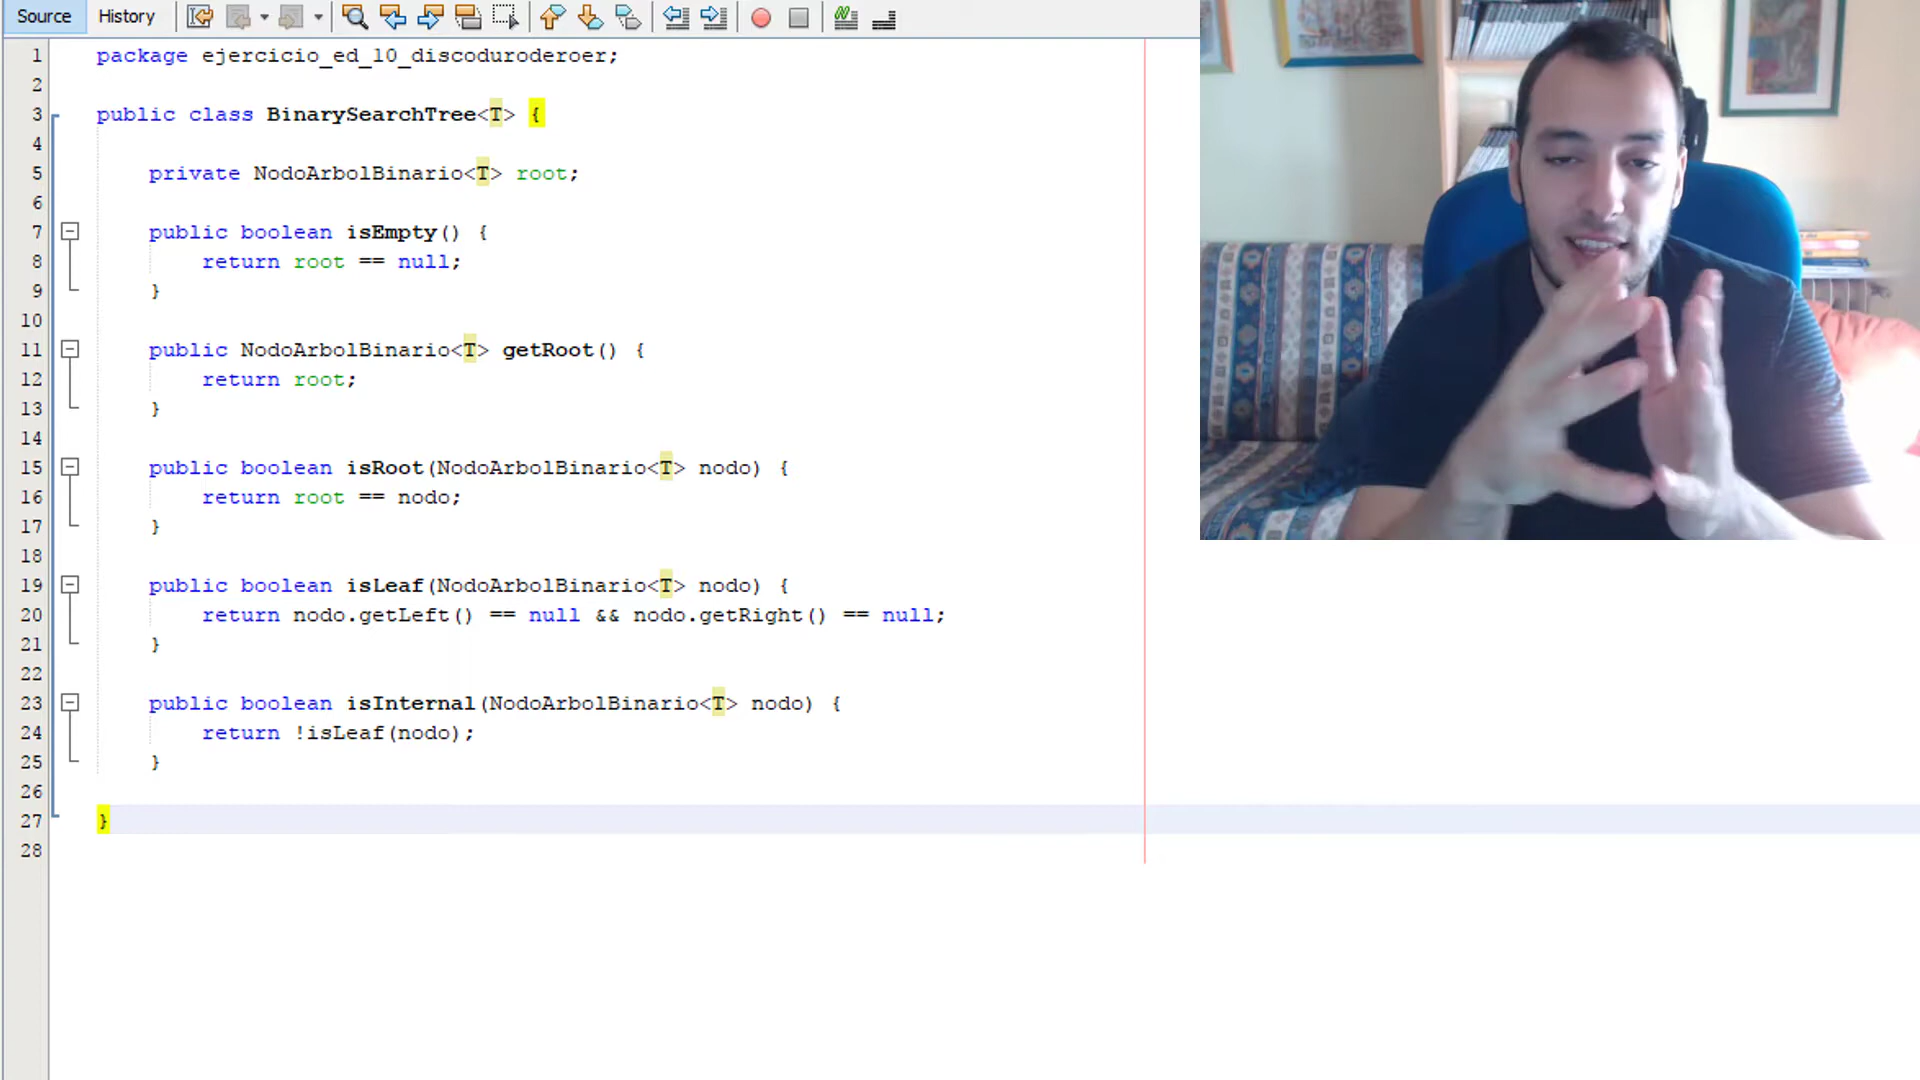 Source History
1 package ejercicio_ed_10_discoduroderoer;
2
3 public class BinarySearchTree<T> {
4
5 private NodoArbolBinario<T> root;
6
7 public boolean isEmpty() {
8 return root == null;
9 }
10
11 public NodoArbolBinario<T> getRoot() {
12 return root;
13 }
14
15 public boolean isRoot(NodoArbolBinario<T> nodo) {
16 return root == nodo;
17 }
18
19 public boolean isLeaf(NodoArbolBinario<T> nodo) {
20 return nodo.getLeft() == null && nodo.getRight() == null;
21 }
22
23 public boolean isInternal(NodoArbolBinario<T> nodo) {
24 return !isLeaf(nodo);
25 }
26
27 }
28